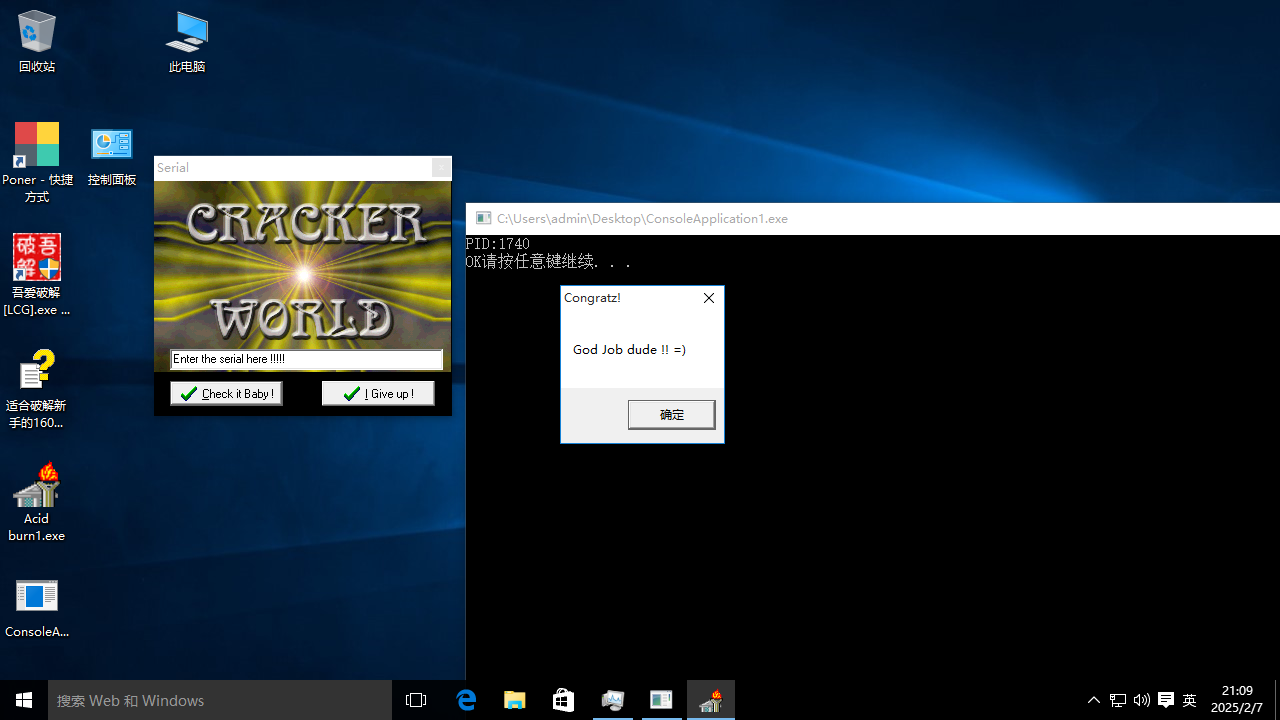 回收站
此电脑
Poner - 快捷
方式
控制面板
破吾
解爱
吾爱破解
[LCG].exe ...
适合破解新
手的160...
Acid
burn1.exe
ConsoleA...
Serial
CRACKER
WORLD
Enter the serial here !!!!!
Check it Baby !
I Give up !
C:\Users\admin\Desktop\ConsoleApplication1.exe
PID:1740
OK请按任意键继续. . .
Congratz!
God Job dude !! =)
确定
搜索 Web 和 Windows
英
21:09
2025/2/7